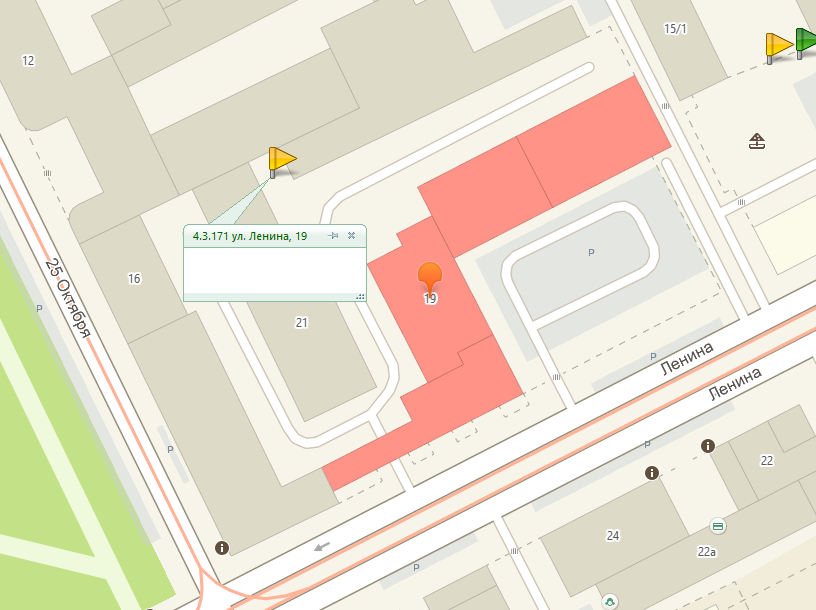 15/1
12
4.3.171 ул. Ленина, 19
16
25 Октября
P
P
19
21
P
Ленина
Ленина
P
P
P
22
24
22а
P